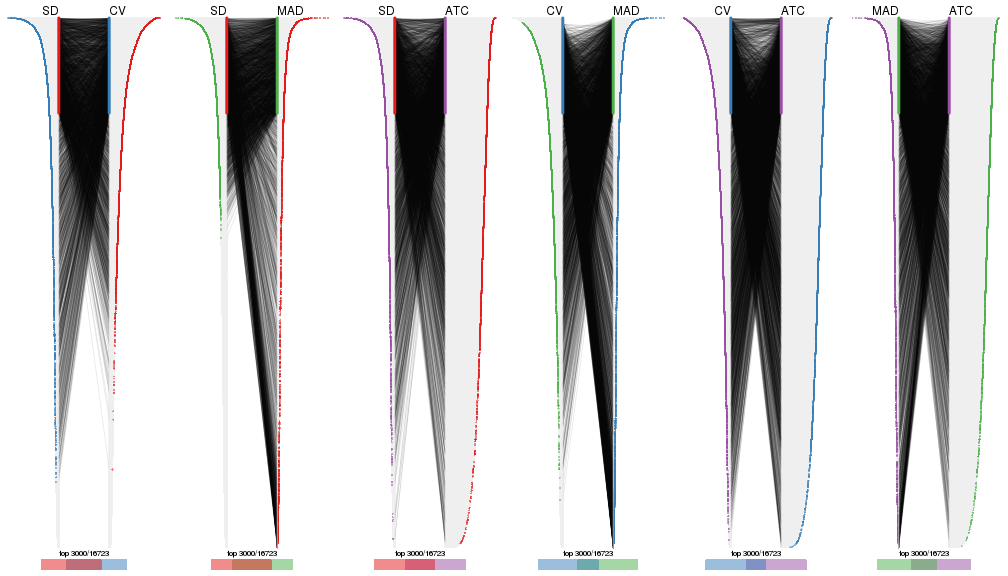 SD CV
SD MAD
SD ATC
CV MAD
CV ATC
MAD ATC
top 3000/16723
top 3000/16723
top 3000/16723
top 3000/16723
top 3000/16723
top 3000/16723